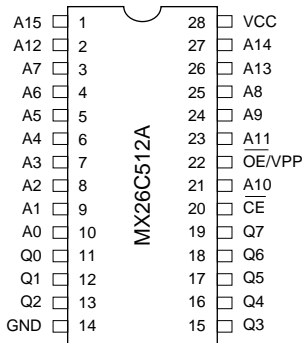 A15 1 28 VCC
A12 2 27 A14
A7 3 26 A13
A6 4 25 A8
A5 5 24 A9
A4 6 23 A11
A3 7 22 OE/VPP
A2 8 21 A10
A1 9 20 CE
A0 10 19 Q7
Q0 11 18 Q6
Q1 12 17 Q5
Q2 13 16 Q4
GND 14 15 Q3
MX26C512A